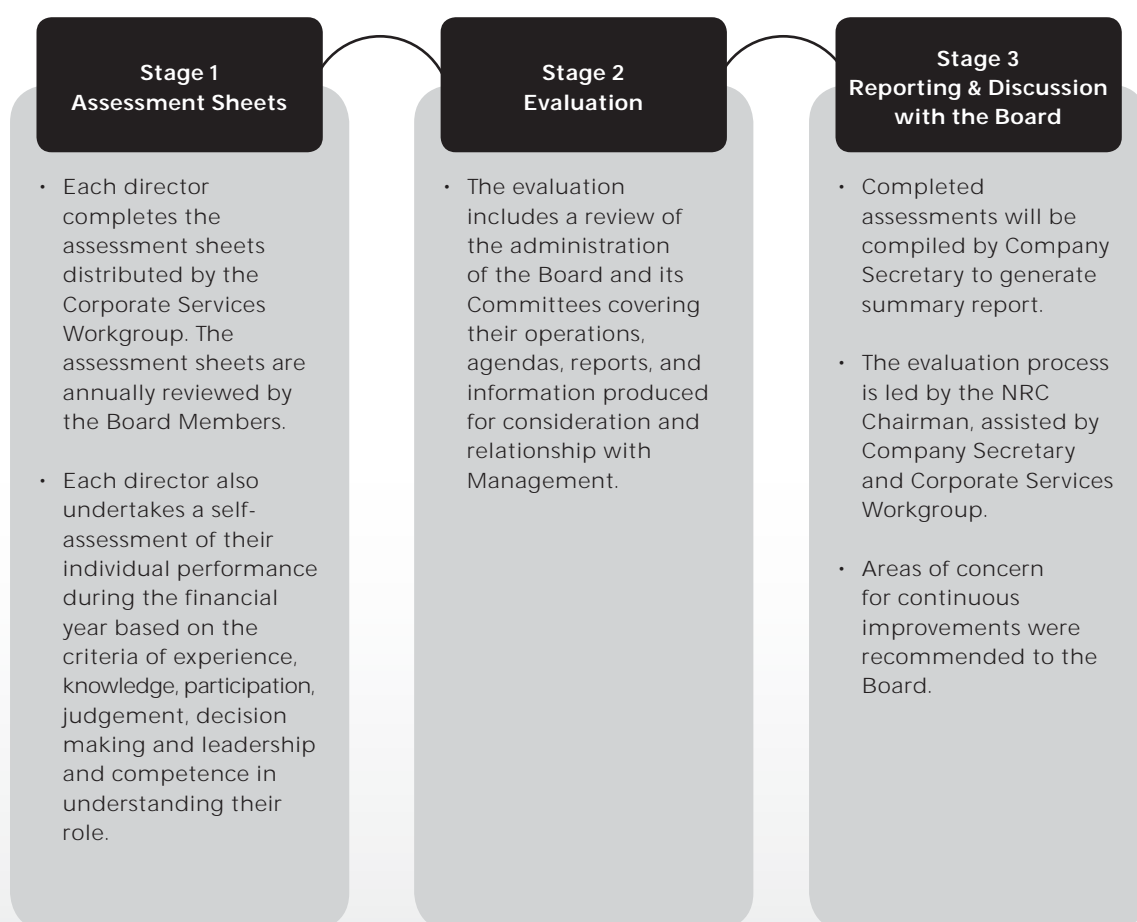 Stage 1
Assessment Sheets
• Each director
completes the
assessment sheets
distributed by the
Corporate Services
Workgroup. The
assessment sheets are
annually reviewed by
the Board Members.
• Each director also
undertakes a self-
assessment of their
individual performance
during the financial
year based on the
criteria of experience,
knowledge, participation,
judgement, decision
making and leadership
and competence in
understanding their
role.
Stage 2
Evaluation
• The evaluation
includes a review of
the administration
of the Board and its
Committees covering
their operations,
agendas, reports, and
information produced
for consideration and
relationship with
Management.
Stage 3
Reporting & Discussion
with the Board
• Completed
assessments will be
compiled by Company
Secretary to generate
summary report.
• The evaluation process
is led by the NRC
Chairman, assisted by
Company Secretary
and Corporate Services
Workgroup.
• Areas of concern
for continuous
improvements were
recommended to the
Board.